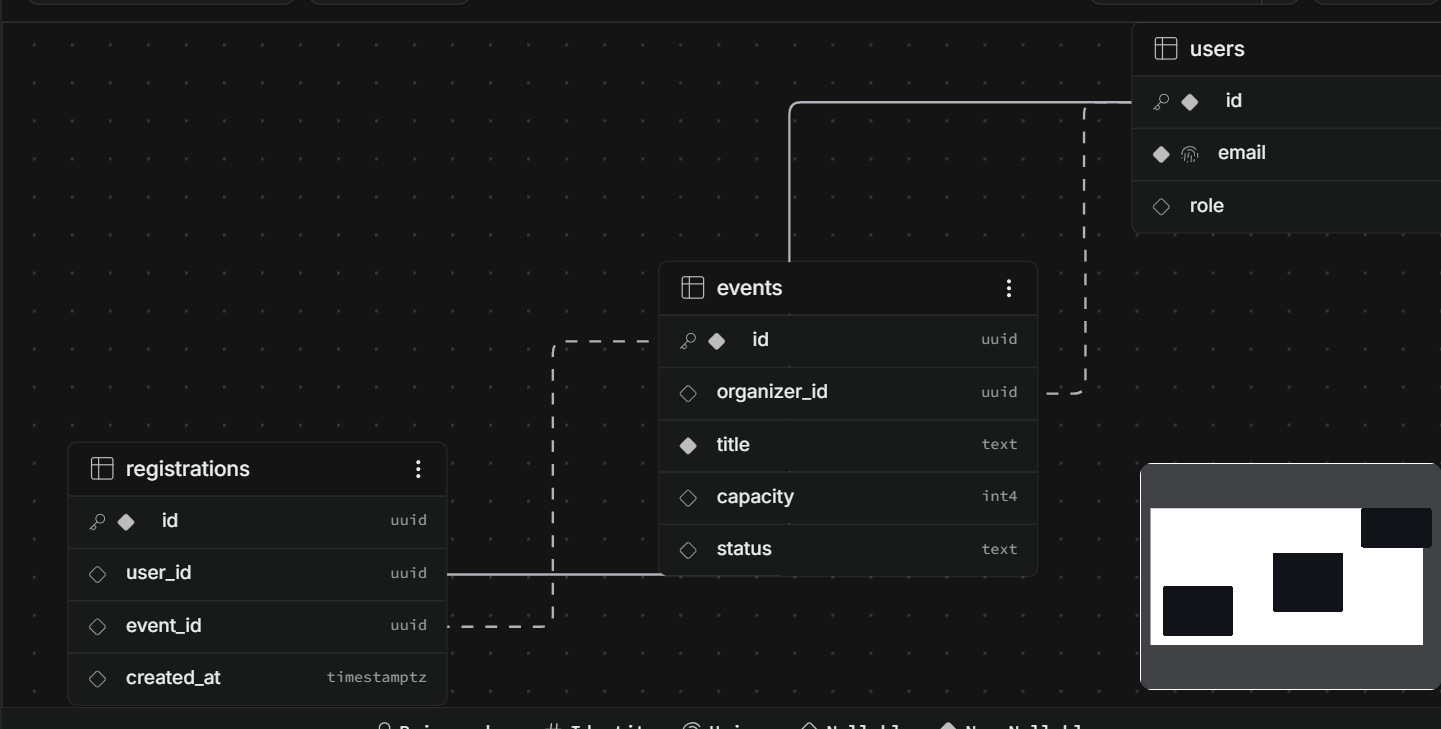 users
id
email
role
events
id uuid
organizer_id uuid
title text
capacity int4
status text
registrations
id uuid
user_id uuid
event_id uuid
created_at timestamptz